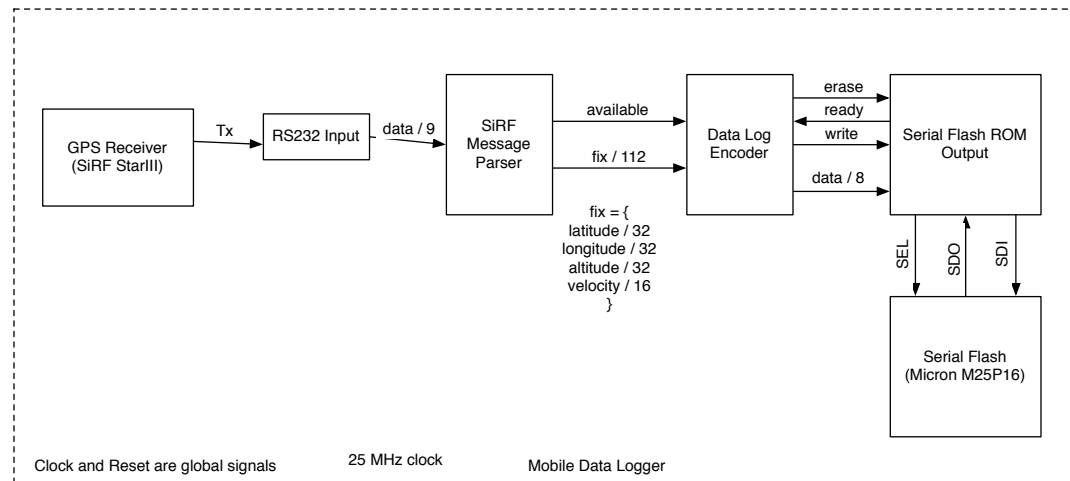 GPS Receiver
(SiRF StarIII)
Tx
RS232 Input
data / 9
SiRF
Message
Parser
available
fix / 112
fix = {
latitude / 32
longitude / 32
altitude / 32
velocity / 16
}
Data Log
Encoder
erase
ready
write
data / 8
Serial Flash ROM
Output
SEL
SDO
SDI
Serial Flash
(Micron M25P16)
Clock and Reset are global signals
25 MHz clock
Mobile Data Logger